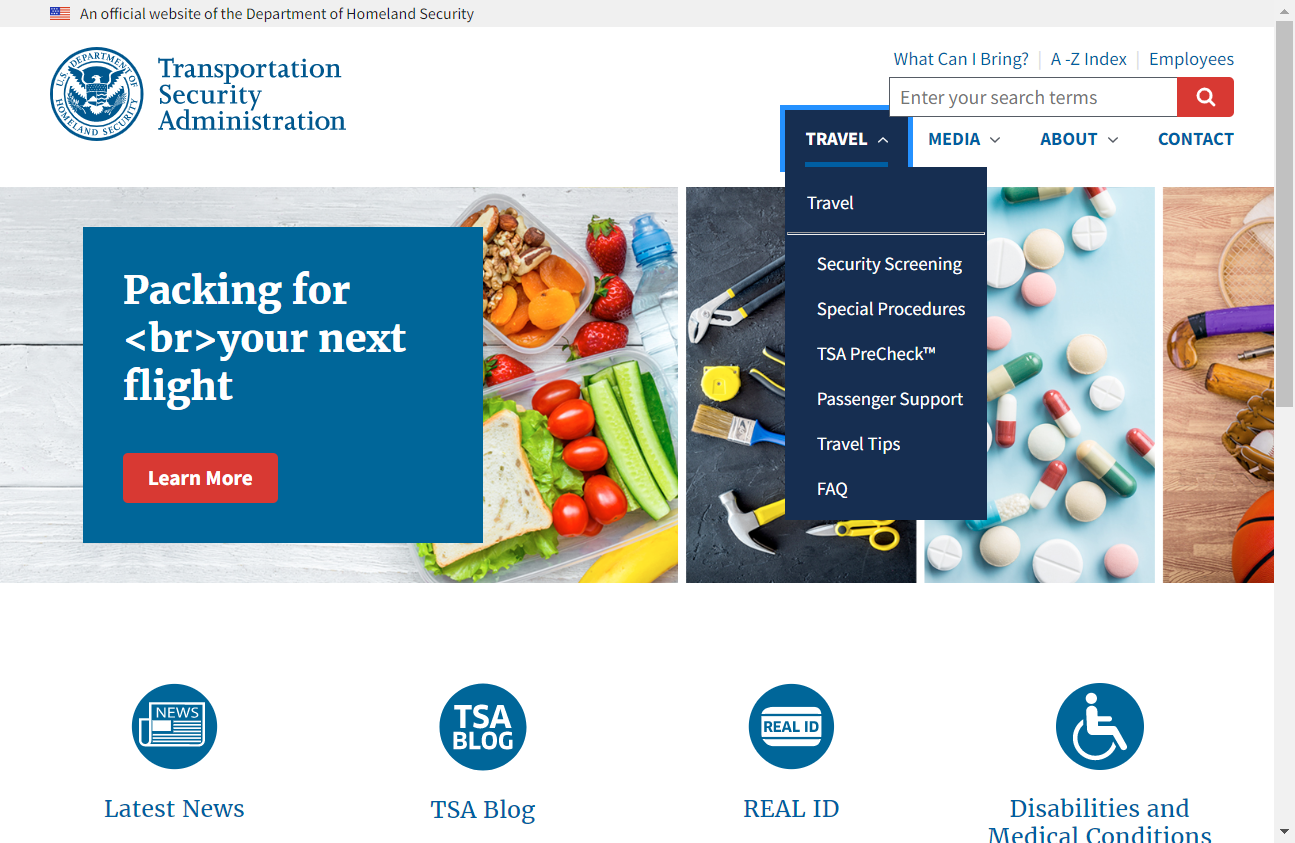 An official website of the Department of Homeland Security
U.S. DEPARTMENT OF
HOMELAND SECURITY
Transportation
Security
Administration
What Can I Bring?
A -Z Index
Employees
Enter your search terms
TRAVEL
MEDIA
ABOUT
CONTACT
Travel
Security Screening
Special Procedures
TSA PreCheck™
Passenger Support
Travel Tips
FAQ
Packing for
<br>your next
flight
Learn More
NEWS
Latest News
TSA
BLOG
TSA Blog
REAL ID
REAL ID
Disabilities and
Medical Conditions